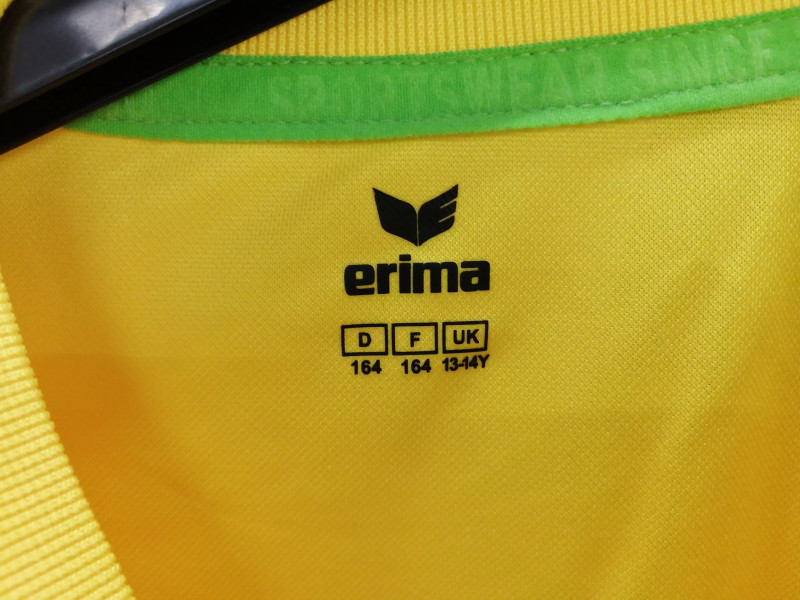 SPORTSWEAR SINCE
erima
D F UK
164 164 13-14Y